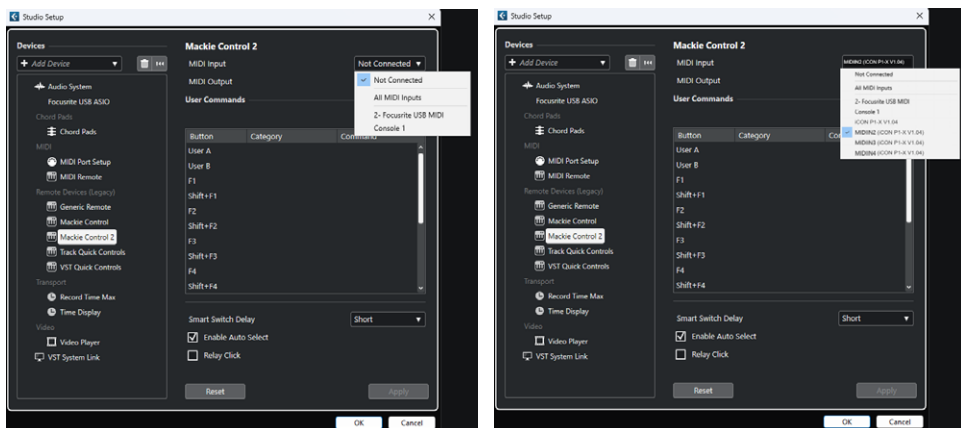 Studio Setup
Devices
+ Add Device
Audio System
Focusrite USB ASIO
Chord Pads
Chord Pads
MIDI
MIDI Port Setup
MIDI Remote
Remote Devices (Legacy)
Generic Remote
Mackie Control
Mackie Control 2
Track Quick Controls
VST Quick Controls
Transport
Record Time Max
Time Display
Video
Video Player
VST System Link
Mackie Control 2
MIDI Input Not Connected
MIDI Output
Not Connected
All MIDI Inputs
2- Focusrite USB MIDI
Console 1
User Commands
Button Category Command
User A
User B
F1
Shift+F1
F2
Shift+F2
F3
Shift+F3
F4
Shift+F4
Smart Switch Delay Short
Enable Auto Select
Relay Click
Reset Apply
OK Cancel
Studio Setup
Devices
+ Add Device
Audio System
Focusrite USB ASIO
Chord Pads
Chord Pads
MIDI
MIDI Port Setup
MIDI Remote
Remote Devices (Legacy)
Generic Remote
Mackie Control
Mackie Control 2
Track Quick Controls
VST Quick Controls
Transport
Record Time Max
Time Display
Video
Video Player
VST System Link
Mackie Control 2
MIDI Input MIDIIN2 (iCON P1-X V1.04)
MIDI Output
Not Connected
All MIDI Inputs
2- Focusrite USB MIDI
Console 1
iCON P1-X V1.04
MIDIIN2 (iCON P1-X V1.04)
MIDIIN3 (iCON P1-X V1.04)
MIDIIN4 (iCON P1-X V1.04)
User Commands
Button Category Co
User A
User B
F1
Shift+F1
F2
Shift+F2
F3
Shift+F3
F4
Shift+F4
Smart Switch Delay Short
Enable Auto Select
Relay Click
Reset Apply
OK Cancel